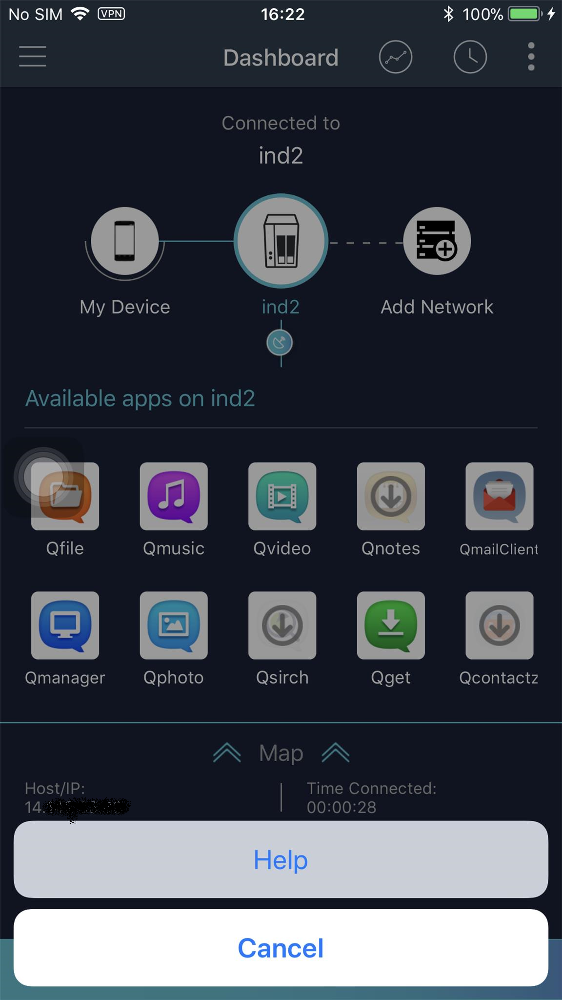 No SIM VPN 16:22 100%
Dashboard
Connected to
ind2
My Device ind2 Add Network
Available apps on ind2
Qfile Qmusic Qvideo Qnotes QmailClient
Qmanager Qphoto Qsirch Qget Qcontactz
Map
Host/IP: Time Connected:
14. 00:00:28
Help
Cancel